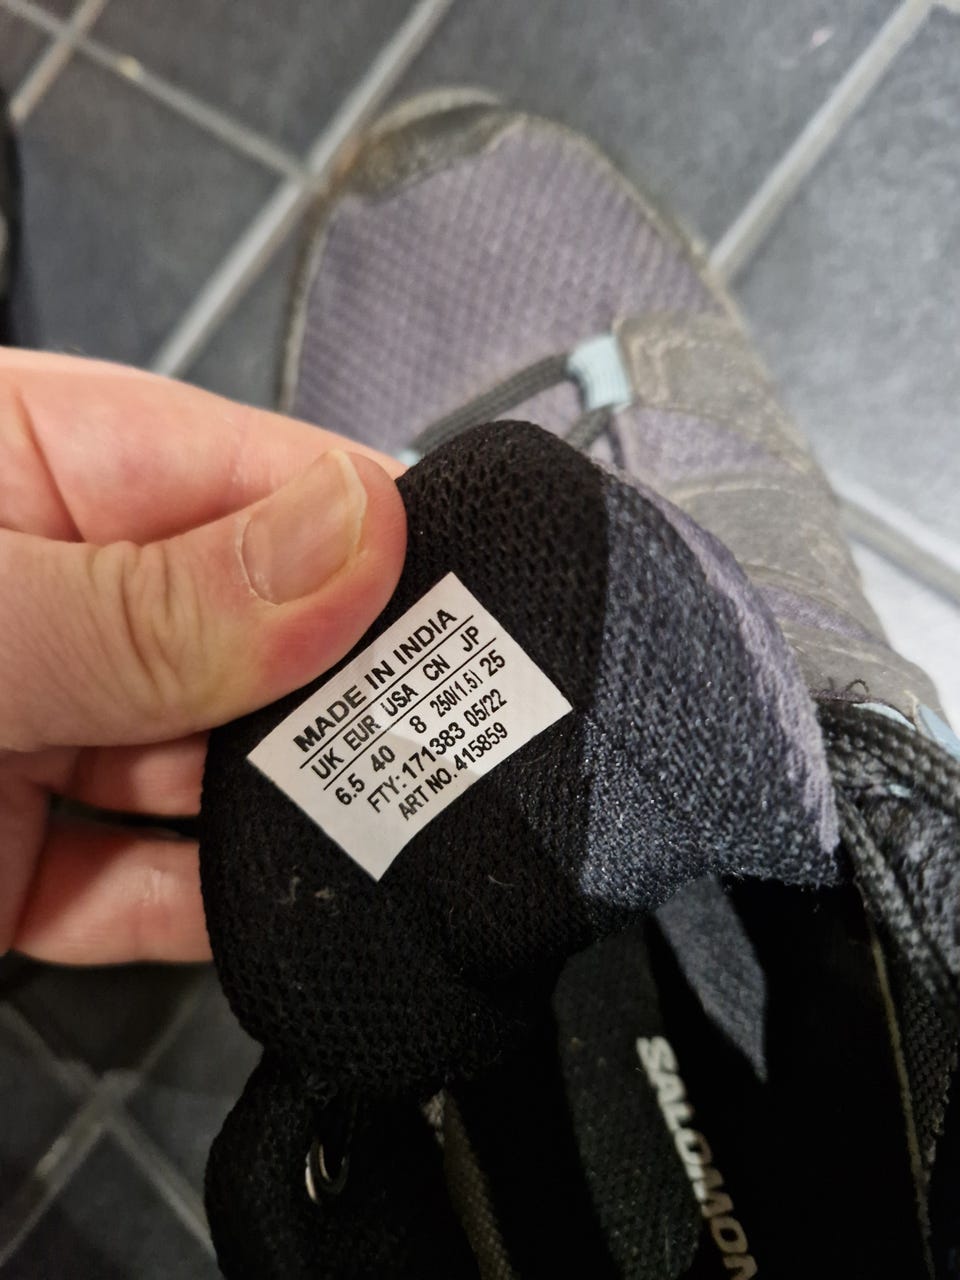 MADE IN INDIA
UK EUR USA CN JP
6.5 40 8 250(1.5) 25
FTY: 171383 05/22
ART NO. 415859
SALOMON